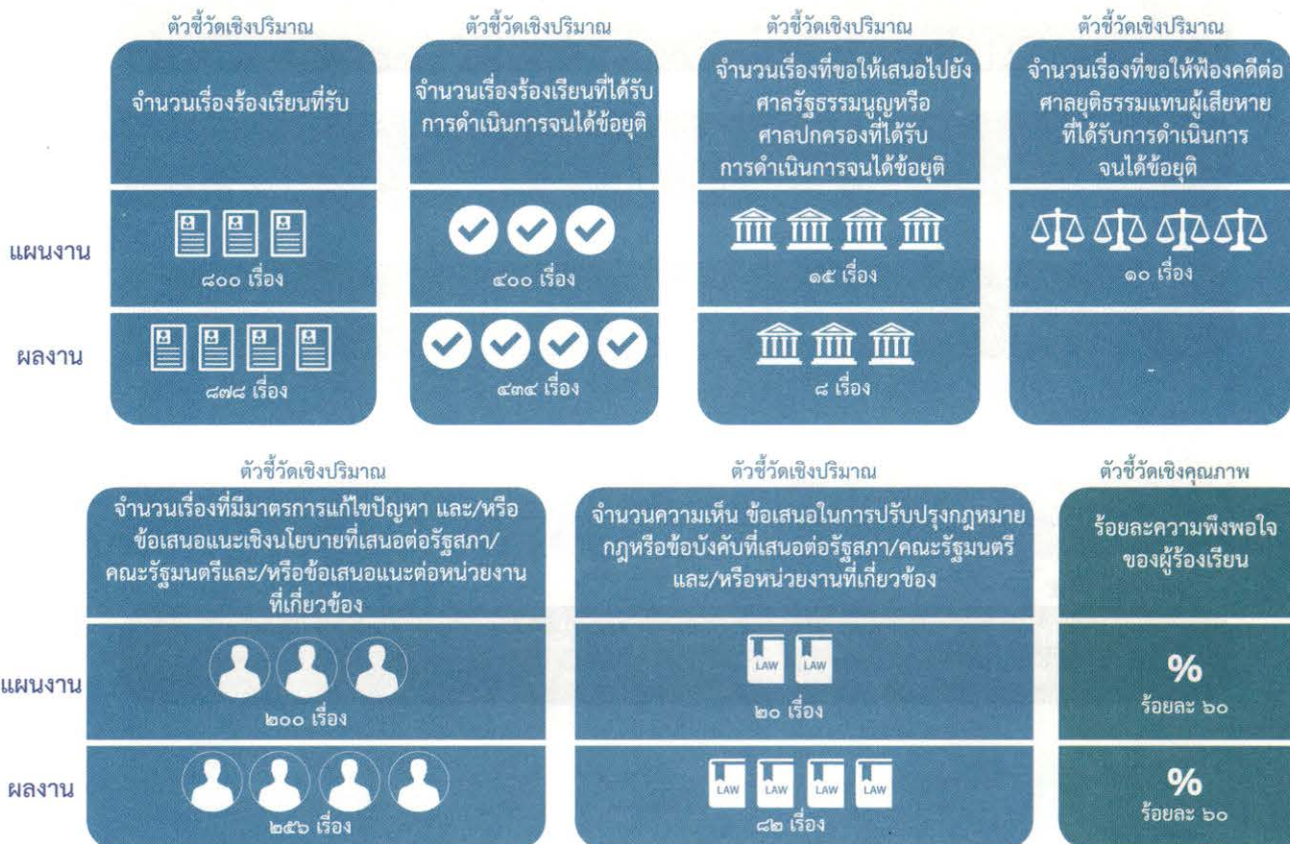 ตัวชี้วัดเชิงปริมาณ
จำนวนเรื่องร้องเรียนที่รับ
ตัวชี้วัดเชิงปริมาณ
จำนวนเรื่องร้องเรียนที่ได้รับ
การดำเนินการจนได้ข้อยุติ
ตัวชี้วัดเชิงปริมาณ
จำนวนเรื่องที่ขอให้เสนอไปยัง
ศาลรัฐธรรมนูญหรือ
ศาลปกครองที่ได้รับ
การดำเนินการจนได้ข้อยุติ
ตัวชี้วัดเชิงปริมาณ
จำนวนเรื่องที่ขอให้ฟ้องคดีต่อ
ศาลยุติธรรมแทนผู้เสียหาย
ที่ได้รับการดำเนินการ
จนได้ข้อยุติ
แผนงาน
๘๐๐ เรื่อง
๔๐๐ เรื่อง
๑๕ เรื่อง
๑๐ เรื่อง
ผลงาน
๘๗๘ เรื่อง
๔๓๔ เรื่อง
๘ เรื่อง
-
ตัวชี้วัดเชิงปริมาณ
จำนวนเรื่องที่มีมาตรการแก้ไขปัญหา และ/หรือ
ข้อเสนอแนะเชิงนโยบายที่เสนอต่อรัฐสภา/
คณะรัฐมนตรีและ/หรือข้อเสนอแนะต่อหน่วยงาน
ที่เกี่ยวข้อง
ตัวชี้วัดเชิงปริมาณ
จำนวนความเห็น ข้อเสนอในการปรับปรุงกฎหมาย
กฎหรือข้อบังคับที่เสนอต่อรัฐสภา/คณะรัฐมนตรี
และ/หรือหน่วยงานที่เกี่ยวข้อง
ตัวชี้วัดเชิงคุณภาพ
ร้อยละความพึงพอใจ
ของผู้ร้องเรียน
แผนงาน
๒๐๐ เรื่อง
LAW LAW
๒๐ เรื่อง
%
ร้อยละ ๖๐
ผลงาน
๒๕๖ เรื่อง
LAW LAW LAW LAW
๘๒ เรื่อง
%
ร้อยละ ๖๐